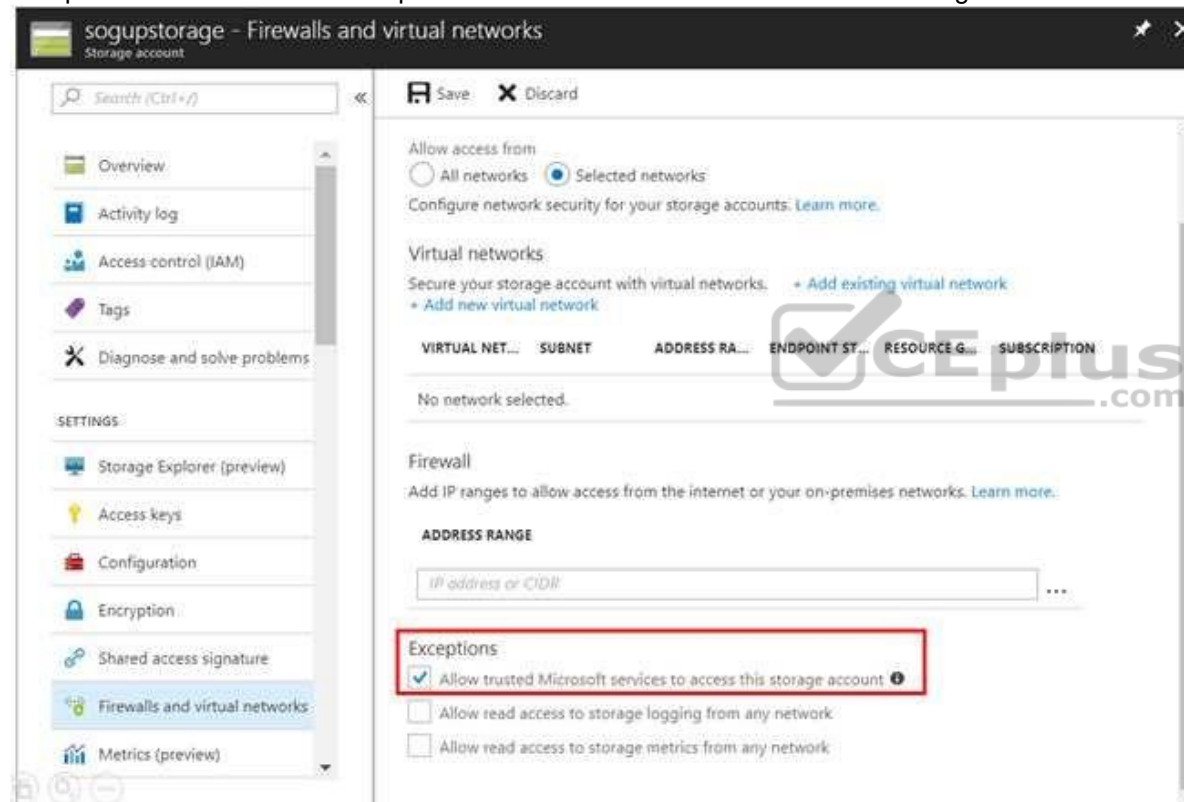 sogupstorage - Firewalls and virtual networks
Storage account
Search (Ctrl+/)
«
Overview
Activity log
Access control (IAM)
Tags
Diagnose and solve problems
SETTINGS
Storage Explorer (preview)
Access keys
Configuration
Encryption
Shared access signature
Firewalls and virtual networks
Metrics (preview)
Save
Discard
Allow access from
All networks
Selected networks
Configure network security for your storage accounts. Learn more.
Virtual networks
Secure your storage account with virtual networks. + Add existing virtual network
+ Add new virtual network
VIRTUAL NET... SUBNET ADDRESS RA... ENDPOINT ST... RESOURCE G... SUBSCRIPTION
No network selected.
Firewall
Add IP ranges to allow access from the internet or your on-premises networks. Learn more.
ADDRESS RANGE
IP address or CIDR
...
Exceptions
Allow trusted Microsoft services to access this storage account
Allow read access to storage logging from any network
Allow read access to storage metrics from any network
CEplus
.com